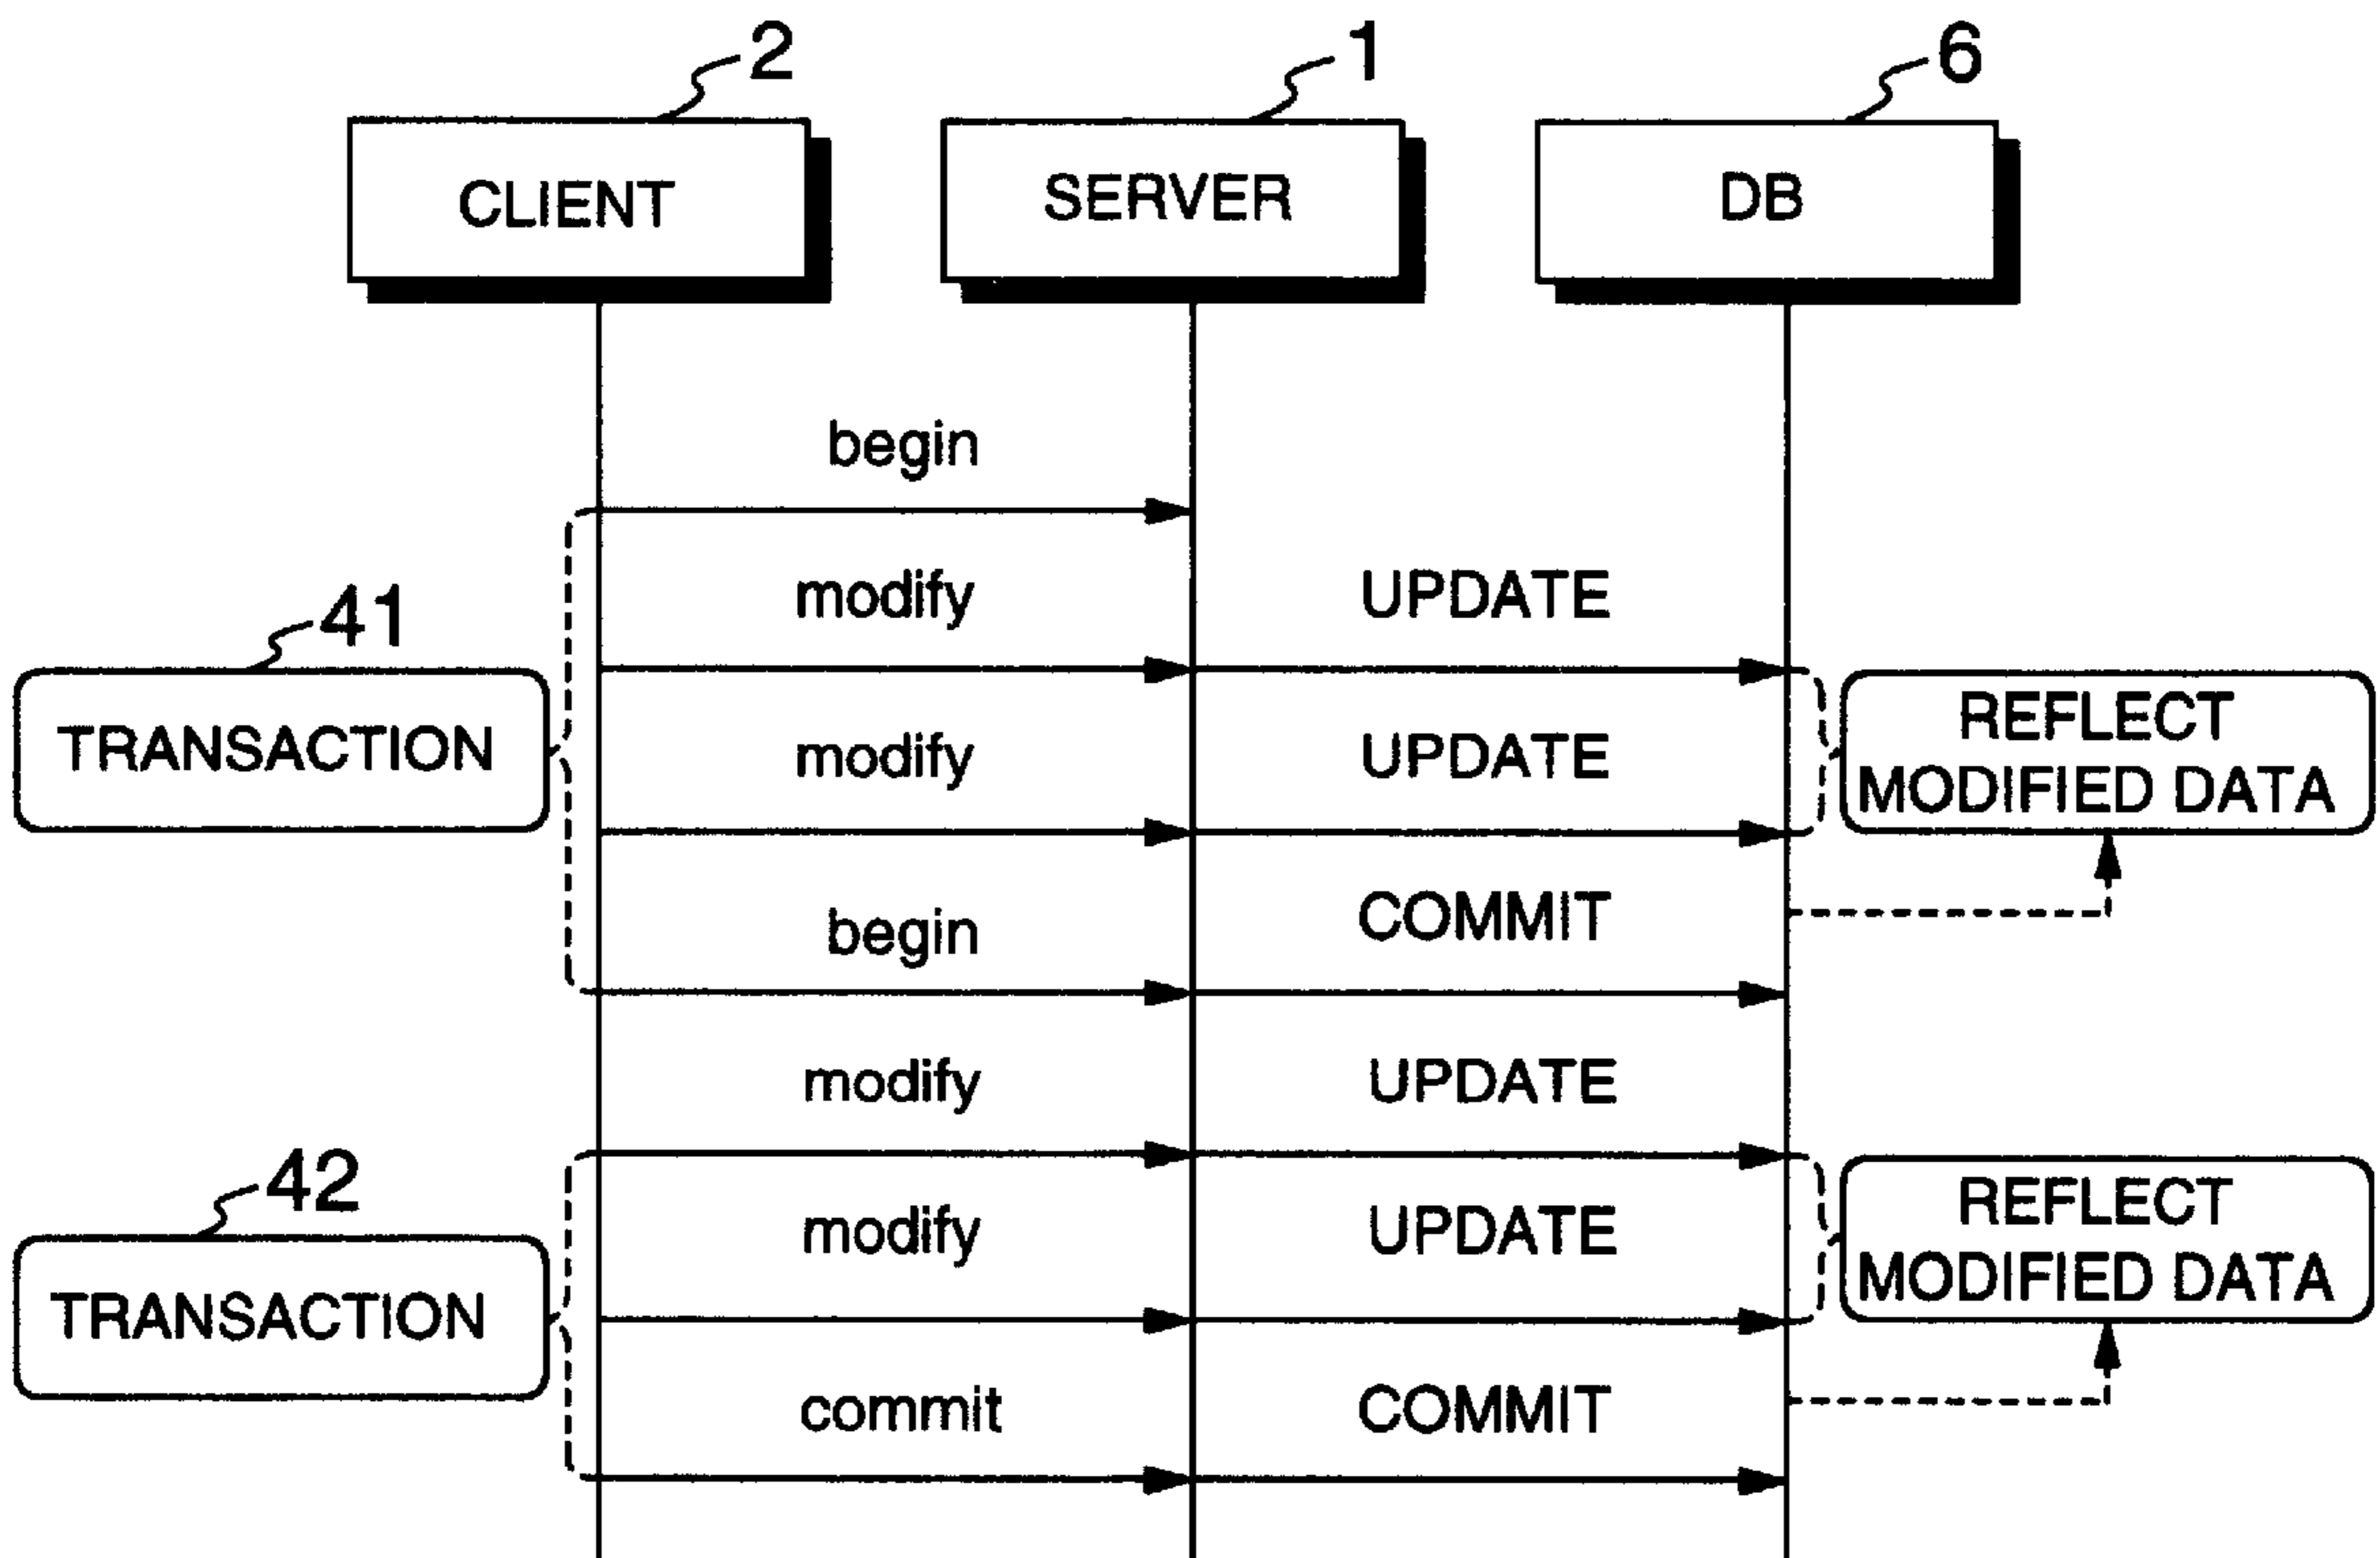 2
1
6
CLIENT
SERVER
DB
begin
modify
UPDATE
41
TRANSACTION
modify
UPDATE
REFLECT
MODIFIED DATA
begin
COMMIT
modify
UPDATE
42
TRANSACTION
modify
UPDATE
REFLECT
MODIFIED DATA
commit
COMMIT